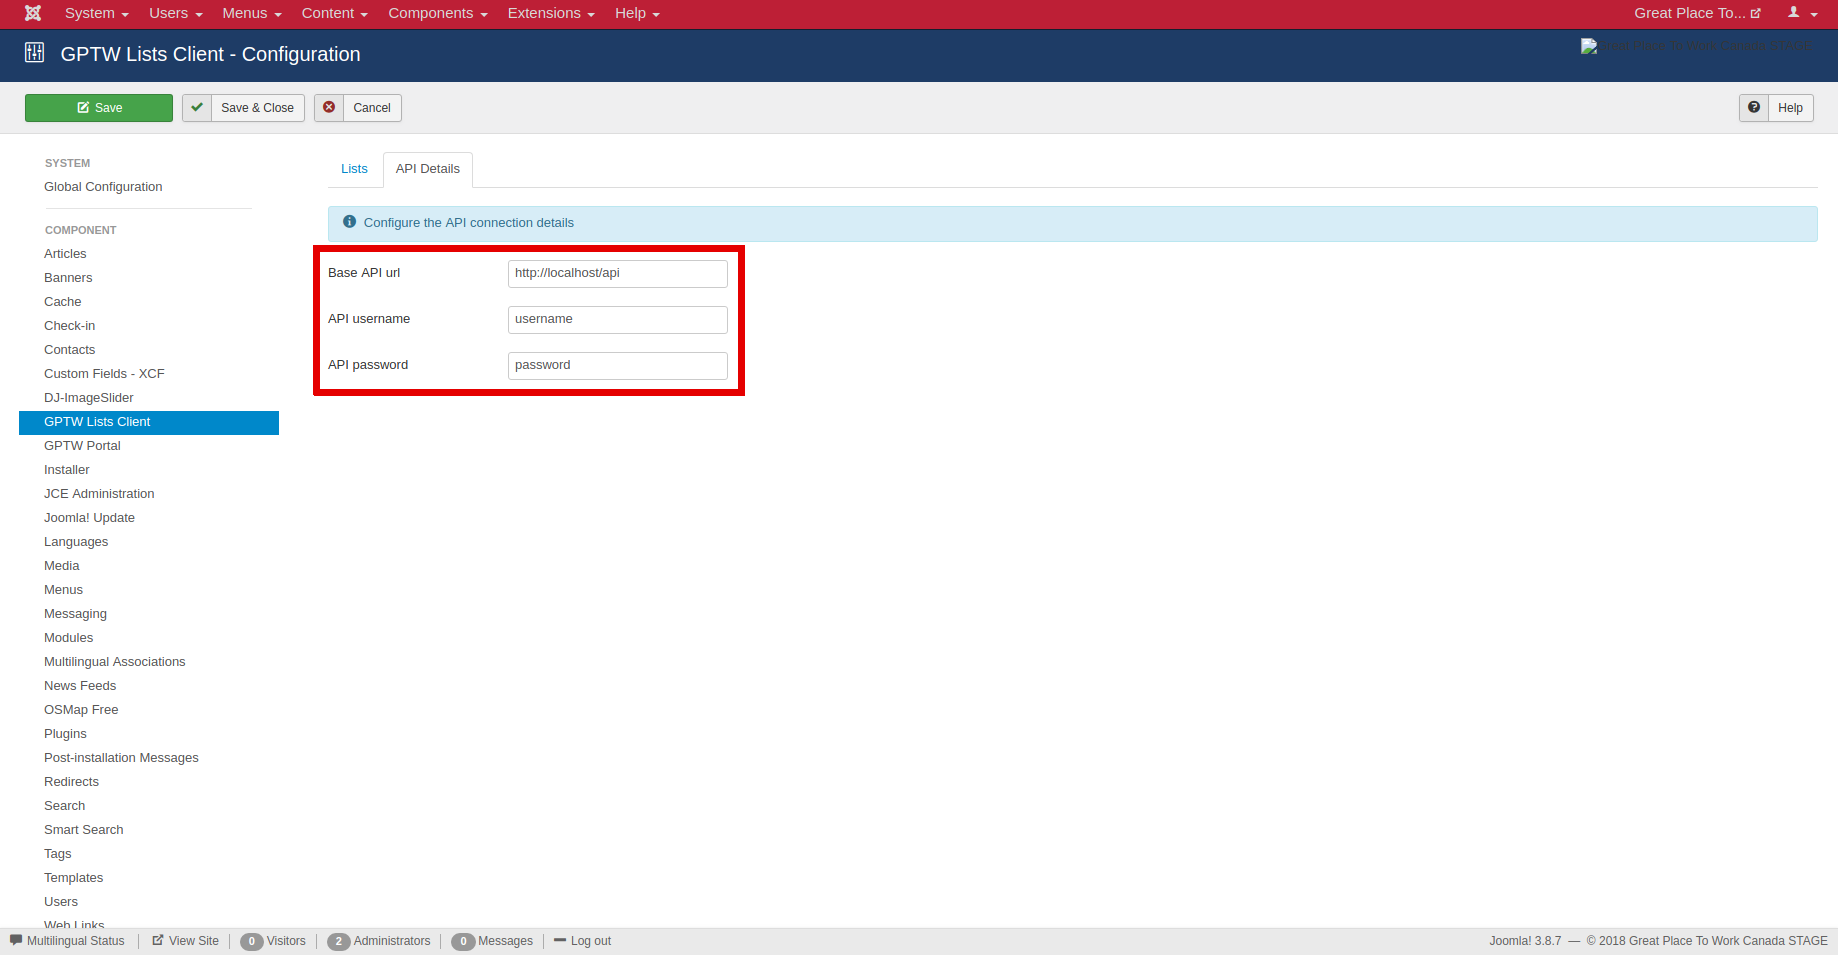 System Users Menus Content Components Extensions Help Great Place To...
GPTW Lists Client - Configuration
Save Save & Close Cancel Help
SYSTEM
Global Configuration
COMPONENT
Articles
Banners
Cache
Check-in
Contacts
Custom Fields - XCF
DJ-ImageSlider
GPTW Lists Client
GPTW Portal
Installer
JCE Administration
Joomla! Update
Languages
Media
Menus
Messaging
Modules
Multilingual Associations
News Feeds
OSMap Free
Plugins
Post-installation Messages
Redirects
Search
Smart Search
Tags
Templates
Users
Web Links
Lists API Details
Configure the API connection details
Base API url http://localhost/api
API username username
API password password
Multilingual Status View Site 0 Visitors 2 Administrators 0 Messages Log out Joomla! 3.8.7 — © 2018 Great Place To Work Canada STAGE